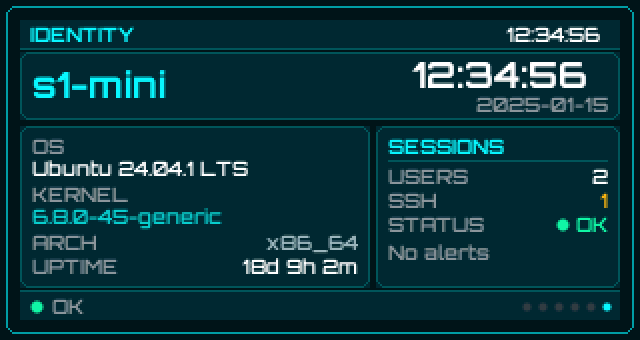 IDENTITY 12:34:56
s1-mini 12:34:56
2025-01-15
OS
Ubuntu 24.04.1 LTS
KERNEL
6.8.0-45-generic
ARCH x86_64
UPTIME 18d 9h 2m
SESSIONS
USERS 2
SSH 1
STATUS OK
No alerts
OK